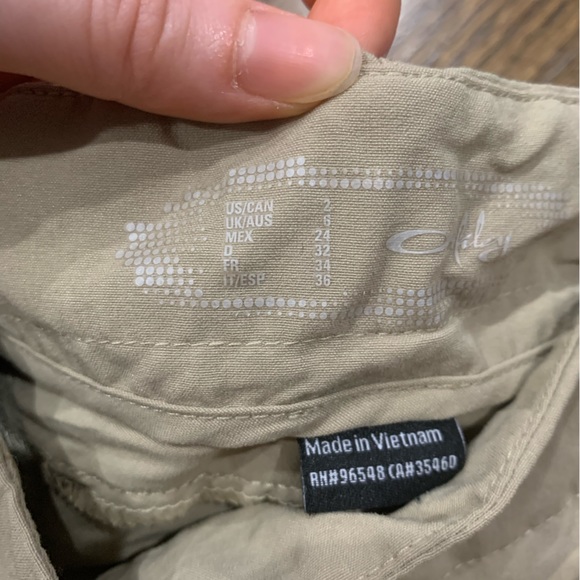 US/CAN 2
UK/AUS 6
MEX 24
D 32
FR 34
IT/ESP 36
Made in Vietnam
RH#96548 CA#35460